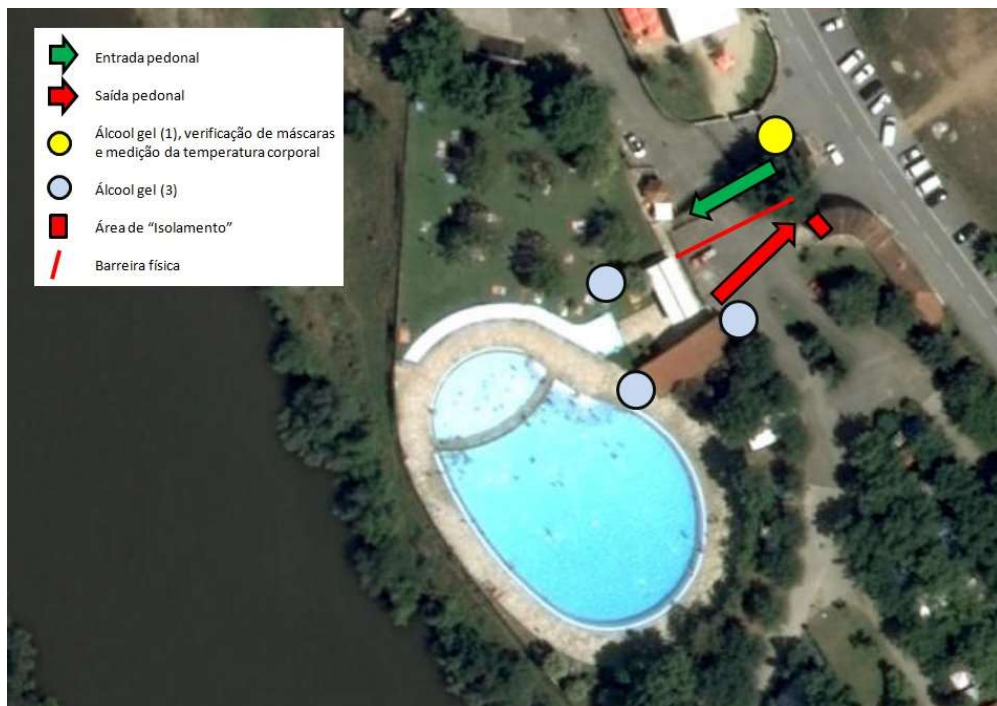 Entrada pedonal
Saída pedonal
Álcool gel (1), verificação de máscaras
e medição da temperatura corporal
Álcool gel (3)
Área de “Isolamento”
Barreira física